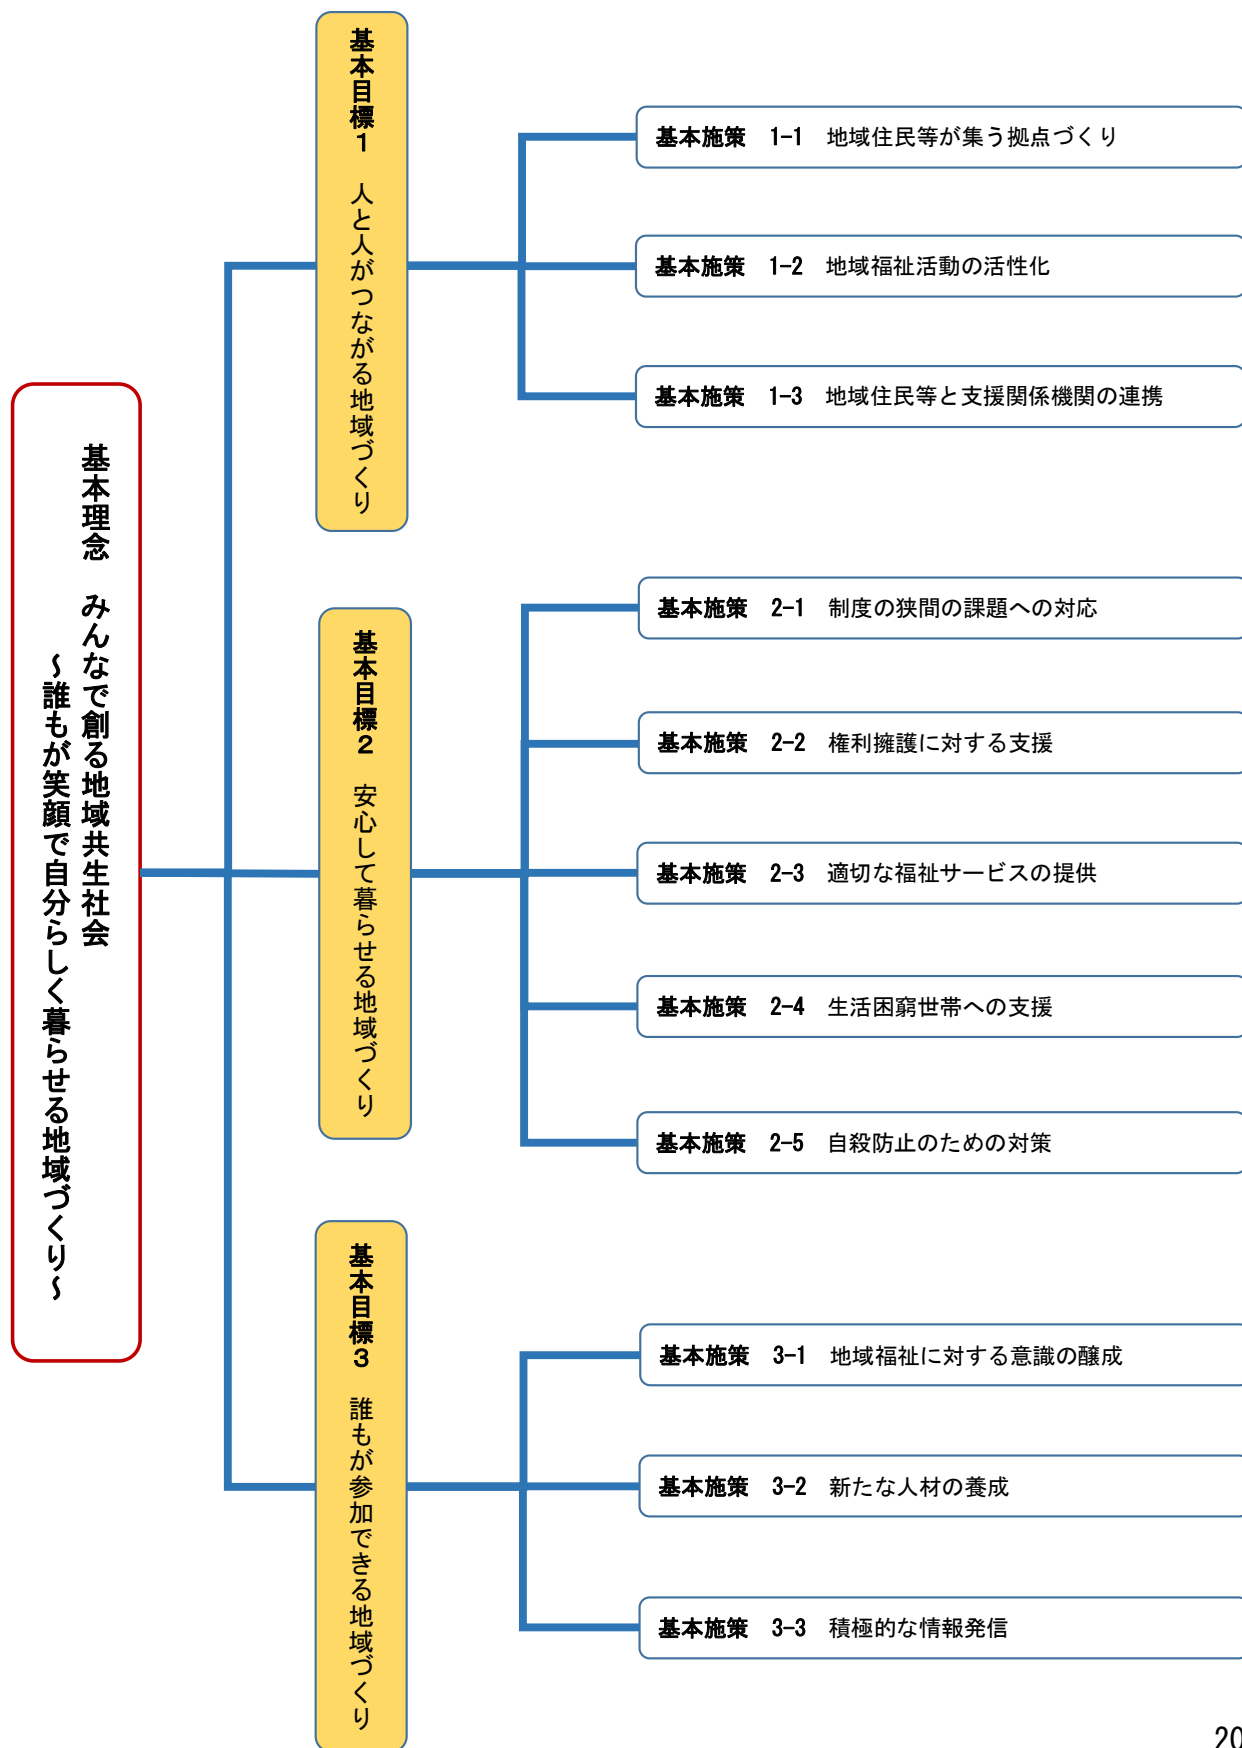 基本理念　みんなで創る地域共生社会
～誰もが笑顔で自分らしく暮らせる地域づくり～
基本目標1　人と人がつながる地域づくり
基本施策　1-1　地域住民等が集う拠点づくり
基本施策　1-2　地域福祉活動の活性化
基本施策　1-3　地域住民等と支援関係機関の連携
基本目標2　安心して暮らせる地域づくり
基本施策　2-1　制度の狭間の課題への対応
基本施策　2-2　権利擁護に対する支援
基本施策　2-3　適切な福祉サービスの提供
基本施策　2-4　生活困窮世帯への支援
基本施策　2-5　自殺防止のための対策
基本目標3　誰もが参加できる地域づくり
基本施策　3-1　地域福祉に対する意識の醸成
基本施策　3-2　新たな人材の養成
基本施策　3-3　積極的な情報発信
20